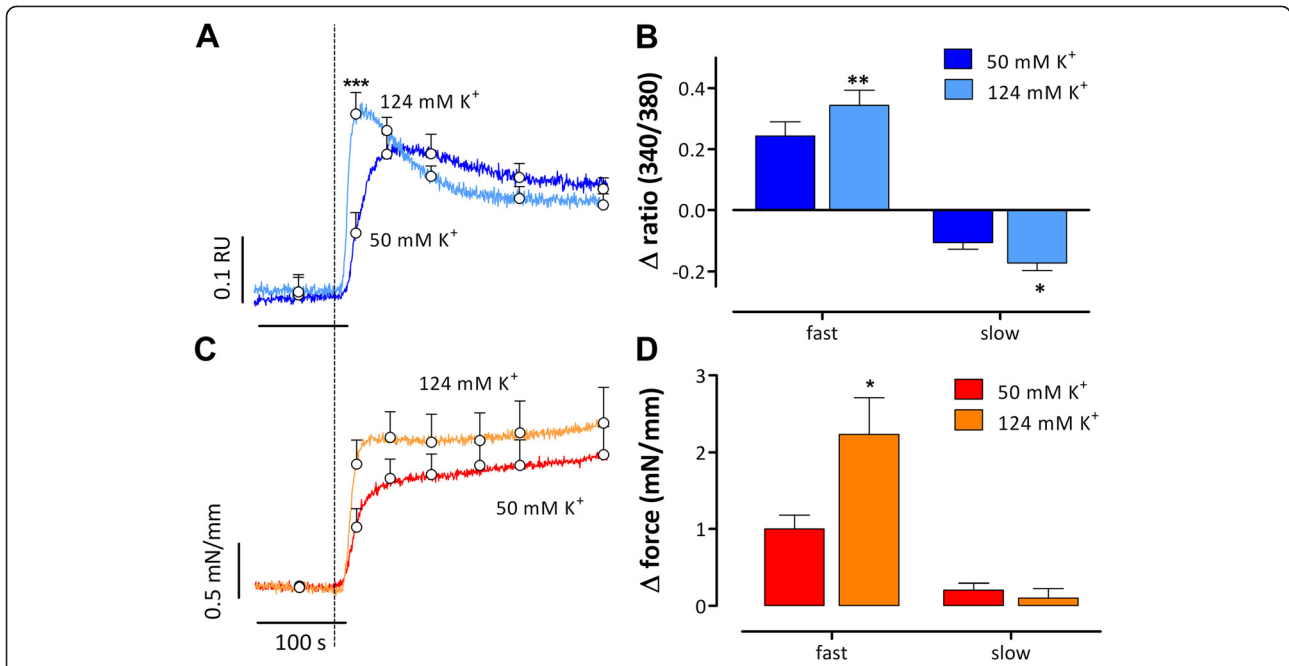 A
***
124 mM K⁺
50 mM K⁺
0.1 RU
B
50 mM K⁺
124 mM K⁺
Δ ratio (340/380)
0.4
0.2
0.0
-0.2
**
*
fast
slow
C
124 mM K⁺
50 mM K⁺
0.5 mN/mm
100 s
D
50 mM K⁺
124 mM K⁺
Δ force (mN/mm)
3
2
1
0
*
fast
slow